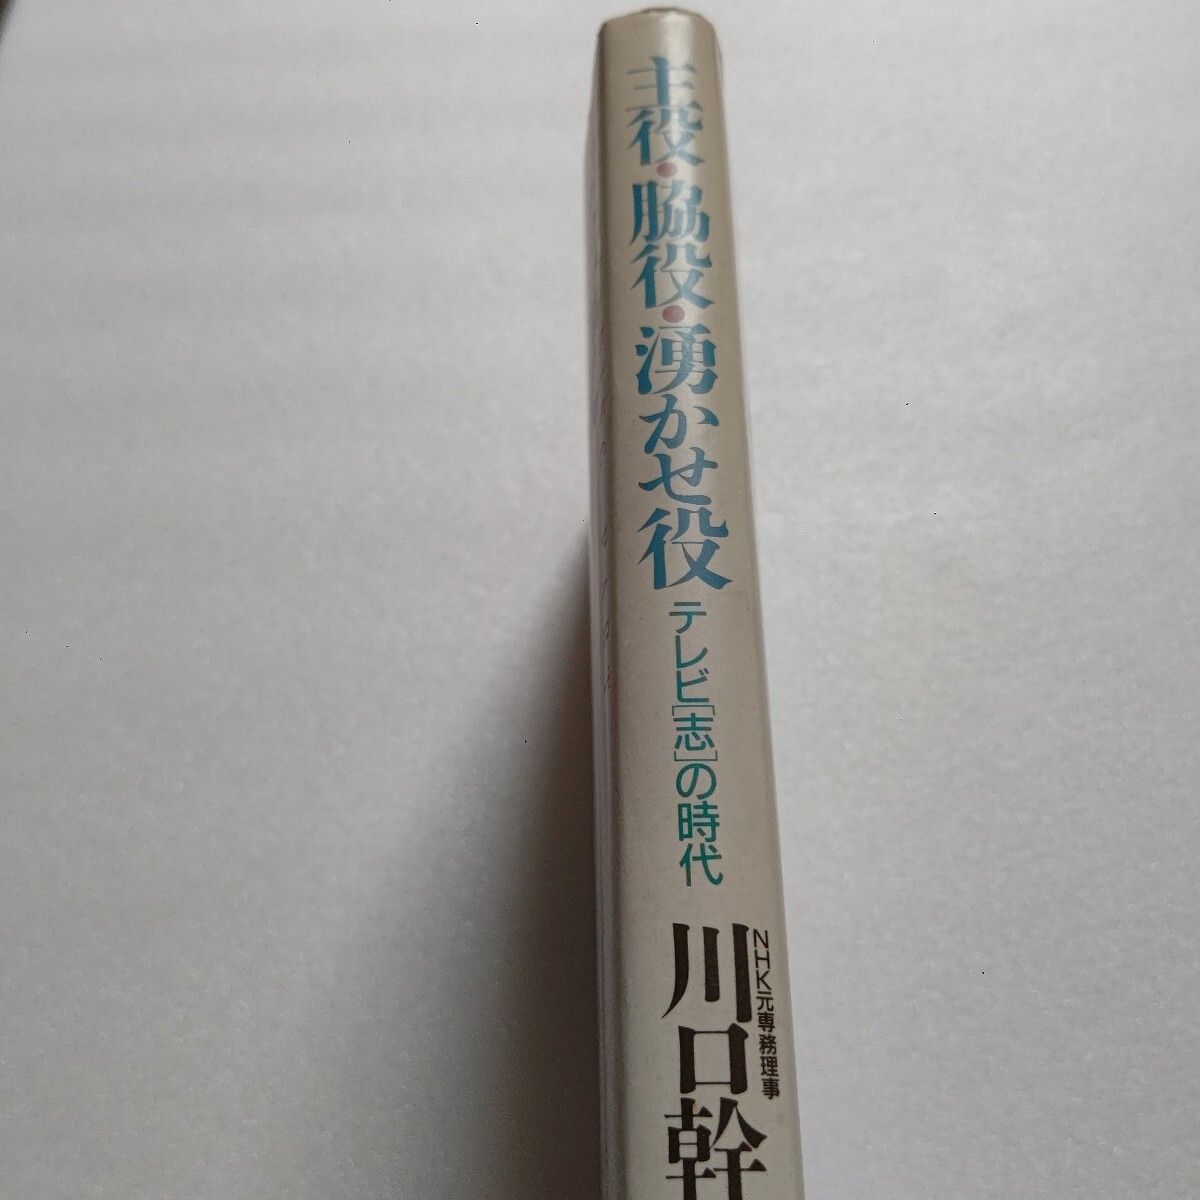 主役・脇役・湧かせ役
テレビ[志]の時代
NHK元専務理事
川口幹